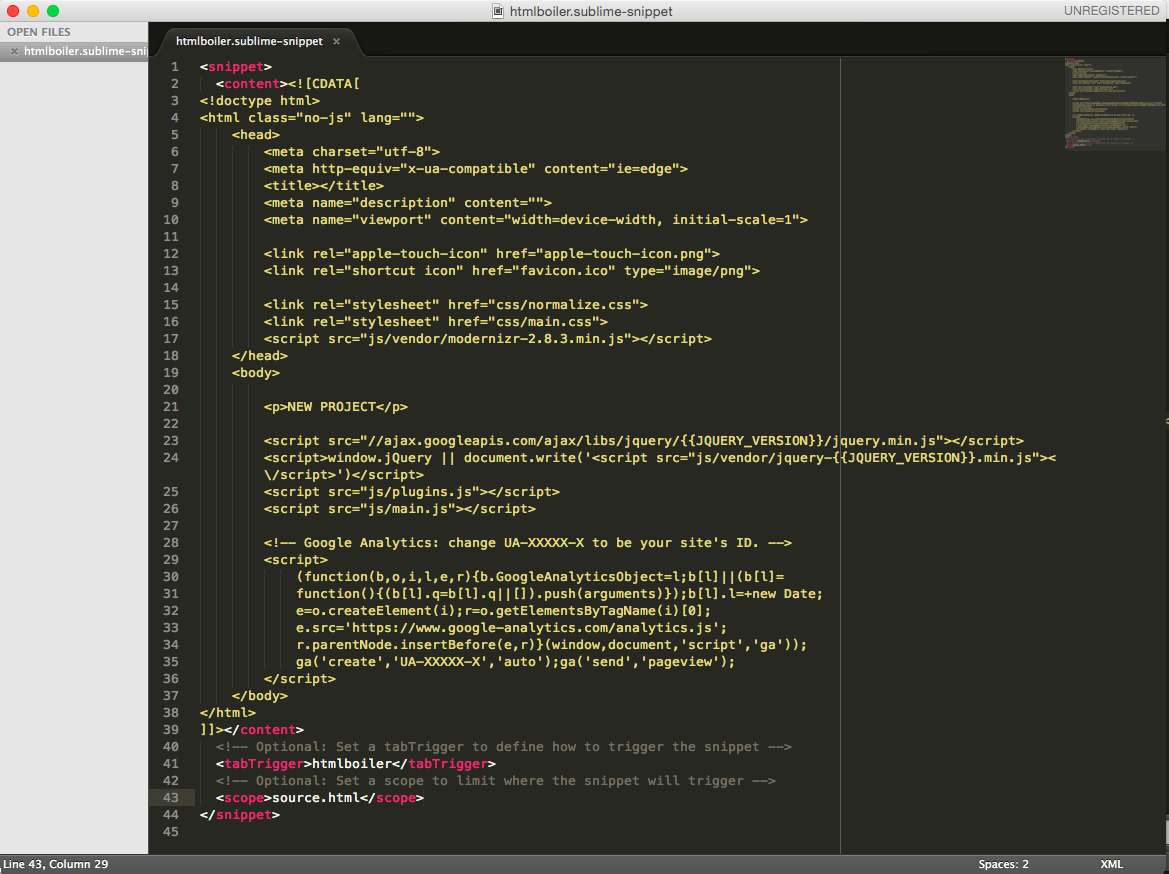 htmlboiler.sublime-snippet
UNREGISTERED
OPEN FILES
× htmlboiler.sublime-sni
htmlboiler.sublime-snippet ×
1 <snippet>
2   <content><![CDATA[
3 <!doctype html>
4 <html class="no-js" lang="">
5     <head>
6         <meta charset="utf-8">
7         <meta http-equiv="x-ua-compatible" content="ie=edge">
8         <title></title>
9         <meta name="description" content="">
10         <meta name="viewport" content="width=device-width, initial-scale=1">
11
12         <link rel="apple-touch-icon" href="apple-touch-icon.png">
13         <link rel="shortcut icon" href="favicon.ico" type="image/png">
14
15         <link rel="stylesheet" href="css/normalize.css">
16         <link rel="stylesheet" href="css/main.css">
17         <script src="js/vendor/modernizr-2.8.3.min.js"></script>
18     </head>
19     <body>
20
21         <p>NEW PROJECT</p>
22
23         <script src="//ajax.googleapis.com/ajax/libs/jquery/{{JQUERY_VERSION}}/jquery.min.js"></script>
24         <script>window.jQuery || document.write('<script src="js/vendor/jquery-{{JQUERY_VERSION}}.min.js"><
\/script>')</script>
25         <script src="js/plugins.js"></script>
26         <script src="js/main.js"></script>
27
28         <!-- Google Analytics: change UA-XXXXX-X to be your site's ID. -->
29         <script>
30             (function(b,o,i,l,e,r){b.GoogleAnalyticsObject=l;b[l]||(b[l]=
31             function(){(b[l].q=b[l].q||[]).push(arguments)});b[l].l=+new Date;
32             e=o.createElement(i);r=o.getElementsByTagName(i)[0];
33             e.src='https://www.google-analytics.com/analytics.js';
34             r.parentNode.insertBefore(e,r)}(window,document,'script','ga'));
35             ga('create','UA-XXXXX-X','auto');ga('send','pageview');
36         </script>
37     </body>
38 </html>
39 ]]></content>
40   <!-- Optional: Set a tabTrigger to define how to trigger the snippet -->
41   <tabTrigger>htmlboiler</tabTrigger>
42   <!-- Optional: Set a scope to limit where the snippet will trigger -->
43   <scope>source.html</scope>
44 </snippet>
45
Line 43, Column 29
Spaces: 2
XML